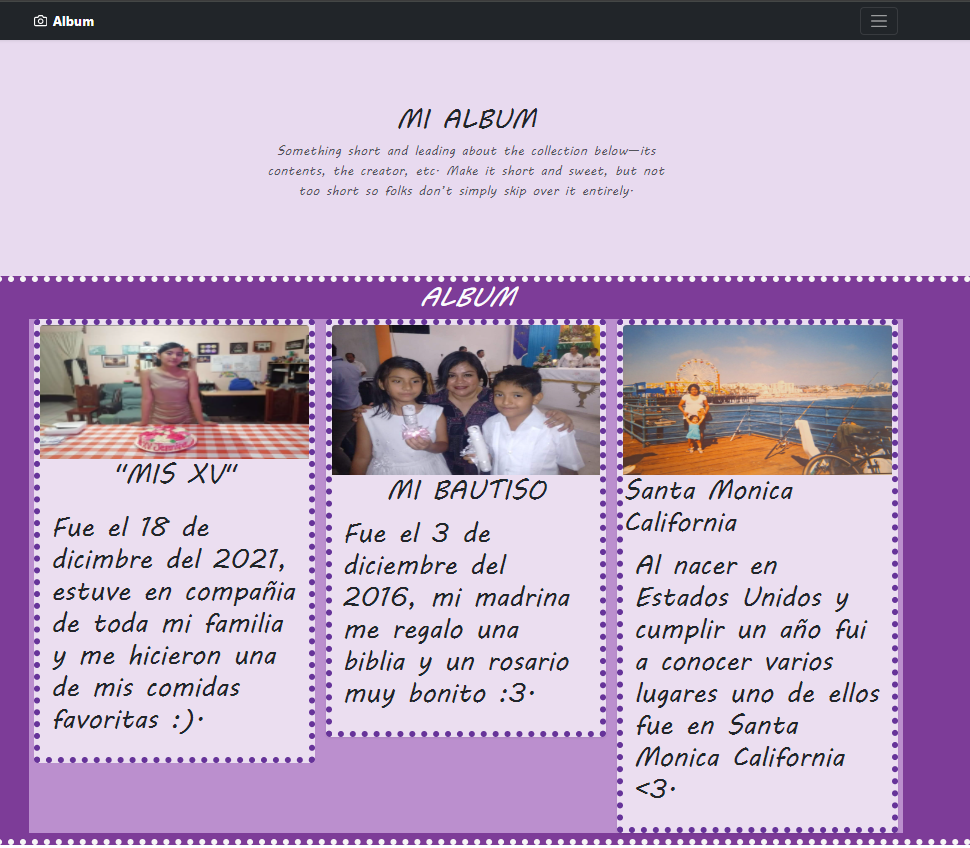 Album
MI ALBUM
Something short and leading about the collection below—its
contents, the creator, etc. Make it short and sweet, but not
too short so folks don't simply skip over it entirely.
ALBUM
"MIS XV"
Fue el 18 de
dicimbre del 2021,
estuve en compañia
de toda mi familia
y me hicieron una
de mis comidas
favoritas :).
MI BAUTISO
Fue el 3 de
diciembre del
2016, mi madrina
me regalo una
biblia y un rosario
muy bonito :3.
Santa Monica
California
Al nacer en
Estados Unidos y
cumplir un año fui
a conocer varios
lugares uno de ellos
fue en Santa
Monica California
<3.